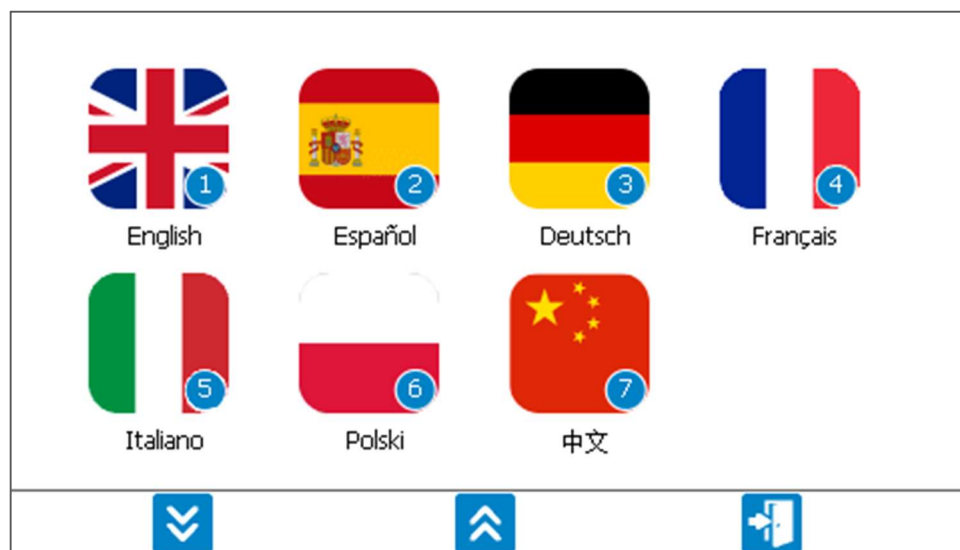 1
2
3
4
English
Español
Deutsch
Français
5
6
7
Italiano
Polski
中文